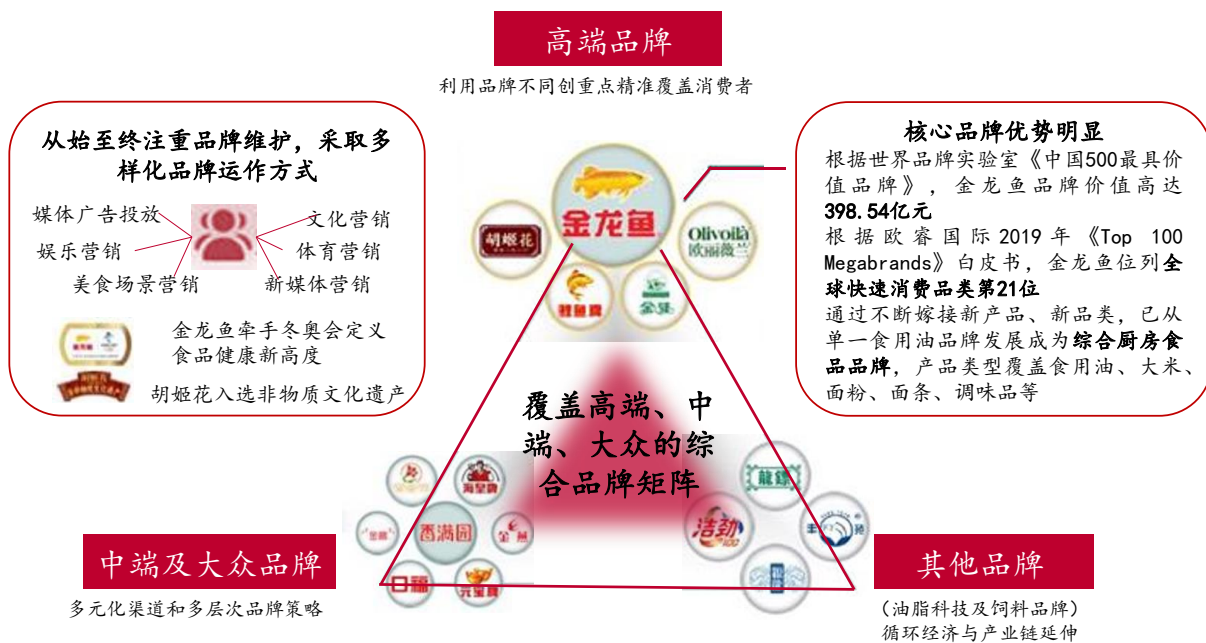 高端品牌
利用品牌不同创重点精准覆盖消费者
从始至终注重品牌维护，采取多
样化品牌运作方式
媒体广告投放
娱乐营销
美食场景营销
文化营销
体育营销
新媒体营销
金龙鱼牵手冬奥会定义
食品健康新高度
胡姬花入选非物质文化遗产
核心品牌优势明显
根据世界品牌实验室《中国500最具价
值品牌》，金龙鱼品牌价值高达
398.54亿元
根据欧睿国际2019年《Top 100
Megabrands》白皮书，金龙鱼位列全
球快速消费品类第21位
通过不断嫁接新产品、新品类，已从
单一食用油品牌发展成为综合厨房食
品品牌，产品类型覆盖食用油、大米、
面粉、面条、调味品等
金龙鱼
胡姬花
Olivoilà
欧丽薇兰
鲤鱼牌
覆盖高端、中
端、大众的综
合品牌矩阵
海皇牌
香满园
口福
元宝牌
洁劲
100
中端及大众品牌
多元化渠道和多层次品牌策略
其他品牌
（油脂科技及饲料品牌）
循环经济与产业链延伸